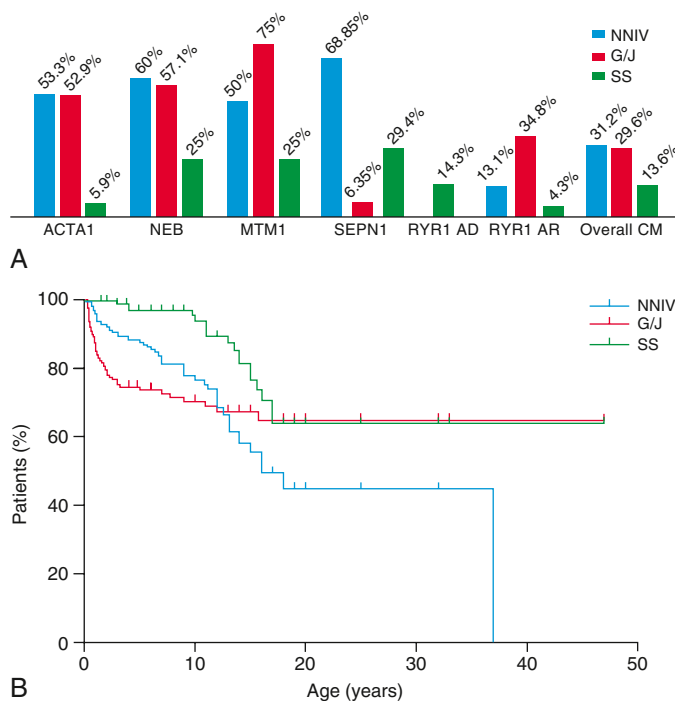 53.3%
52.9%
5.9%
60%
57.1%
25%
50%
75%
25%
68.85%
6.35%
29.4%
14.3%
13.1%
34.8%
4.3%
31.2%
29.6%
13.6%
NNIV
G/J
SS
ACTA1 NEB MTM1 SEPN1 RYR1 AD RYR1 AR Overall CM
A
100
80
60
40
20
0
Patients (%)
NNIV
G/J
SS
0 10 20 30 40 50
Age (years)
B